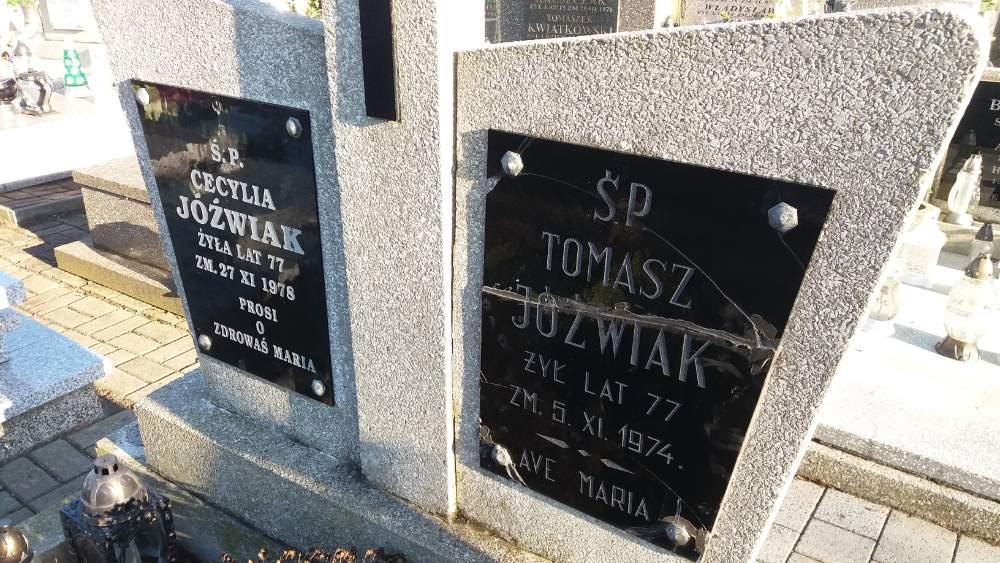 Ś.P.
CECYLIA
JÓŹWIAK
ŻYŁA LAT 77
ZM. 27 XI 1978
PROSI
O
ZDROWAŚ MARIA
ŚP
TOMASZ
JÓŹWIAK
ŻYŁ LAT 77
ZM. 5. XI. 1974.
AVE MARIA
TOMASZEK
KWIATKOWSKI
WŁADYSŁAW